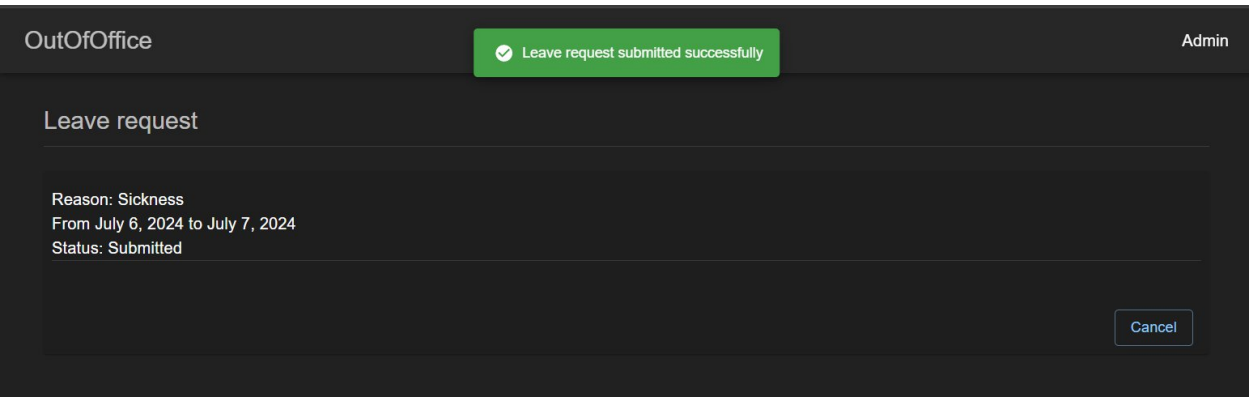 OutOfOffice
Leave request submitted successfully
Admin
Leave request
Reason: Sickness
From July 6, 2024 to July 7, 2024
Status: Submitted
Cancel